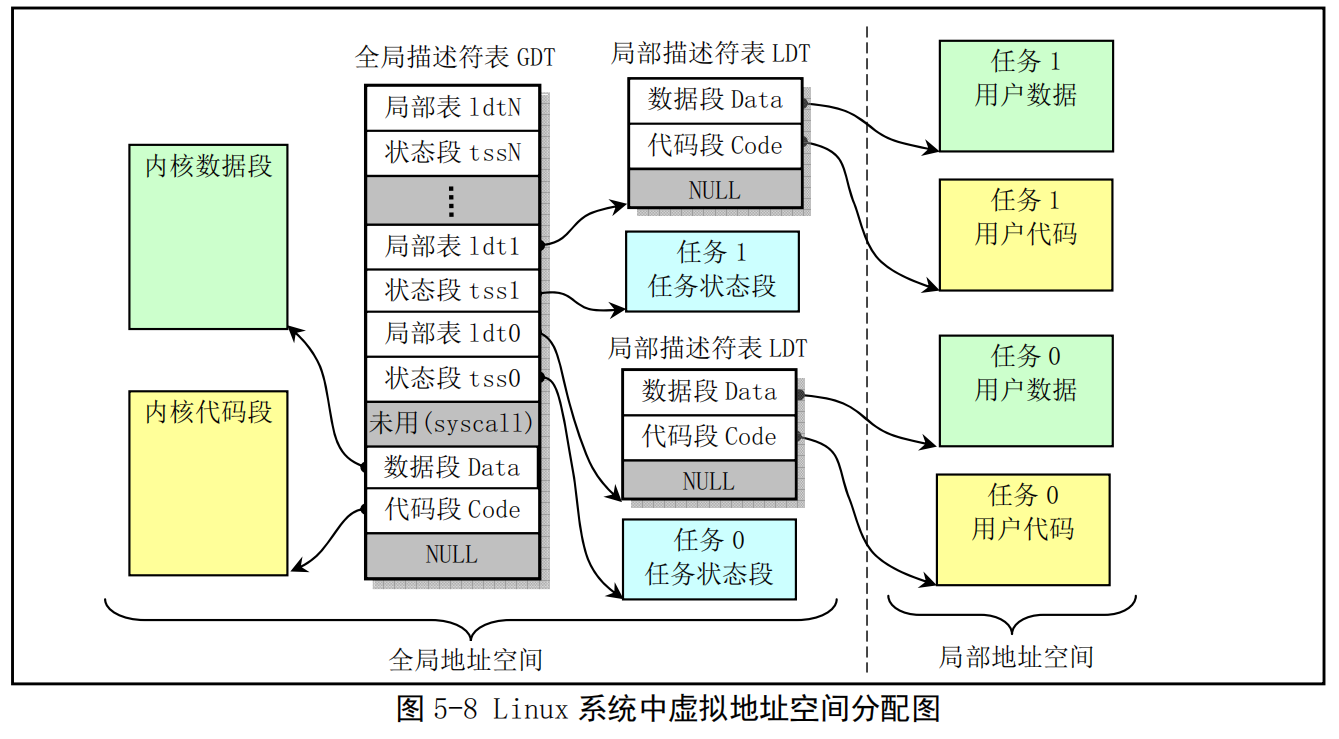 全局描述符表 GDT
局部表 ldtN
状态段 tssN
⋮
局部表 ldt1
状态段 tss1
局部表 ldt0
状态段 tss0
未用(syscall)
数据段 Data
代码段 Code
NULL
内核数据段
内核代码段
局部描述符表 LDT
数据段 Data
代码段 Code
NULL
任务 1
任务状态段
局部描述符表 LDT
数据段 Data
代码段 Code
NULL
任务 0
任务状态段
任务 1
用户数据
任务 1
用户代码
任务 0
用户数据
任务 0
用户代码
全局地址空间
局部地址空间
图 5-8 Linux 系统中虚拟地址空间分配图